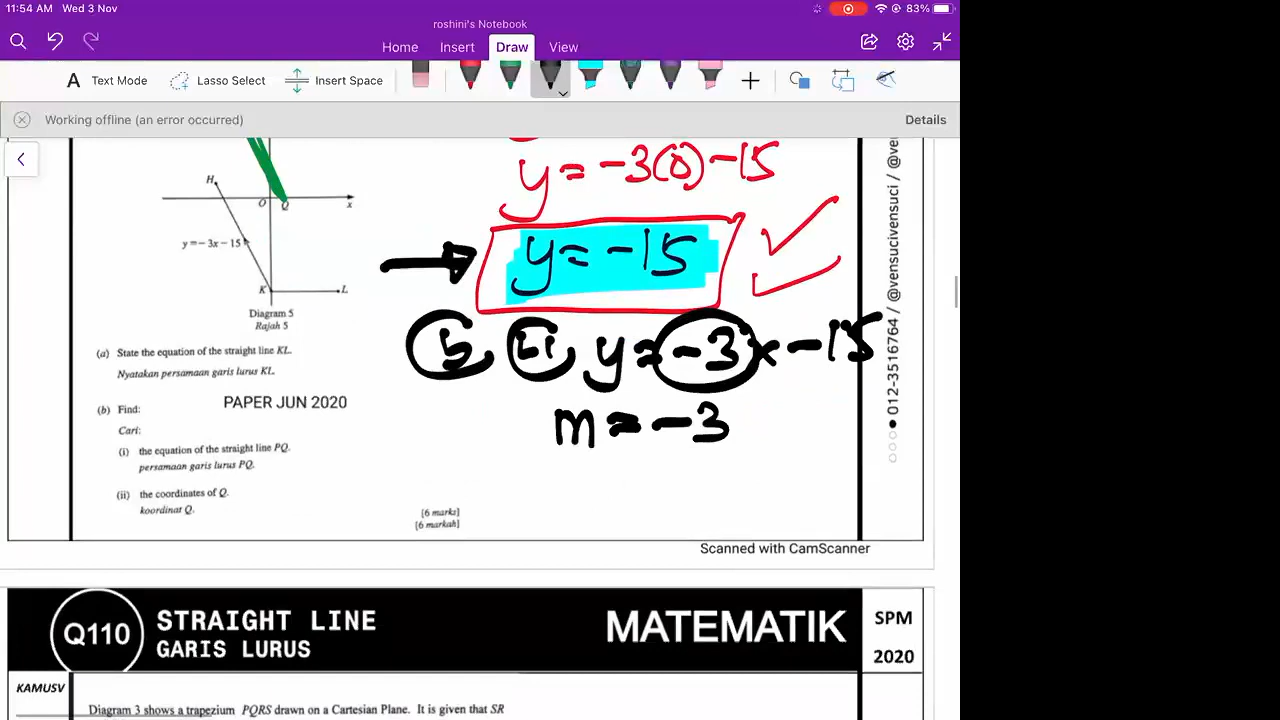 11:54 AM Wed 3 Nov
83%
roshini's Notebook
Home Insert Draw View
Text Mode Lasso Select Insert Space
Working offline (an error occurred) Details
y = -3(0) -15
H
O Q x
y=-3x-15
K L
Diagram 5
Rajah 5
y = -15
b y = -3x -15
m = -3
(a) State the equation of the straight line KL.
Nyatakan persamaan garis lurus KL.
(b) Find:
PAPER JUN 2020
Cari:
(i) the equation of the straight line PQ.
persamaan garis lurus PQ.
(ii) the coordinates of Q.
koordinat Q.
[6 marks]
[6 markah]
012-3516764 / @vensucivensuci / @ven
Scanned with CamScanner
Q110
STRAIGHT LINE
GARIS LURUS
MATEMATIK
SPM
2020
KAMUSV
Diagram 3 shows a trapezium PQRS drawn on a Cartesian Plane. It is given that SR